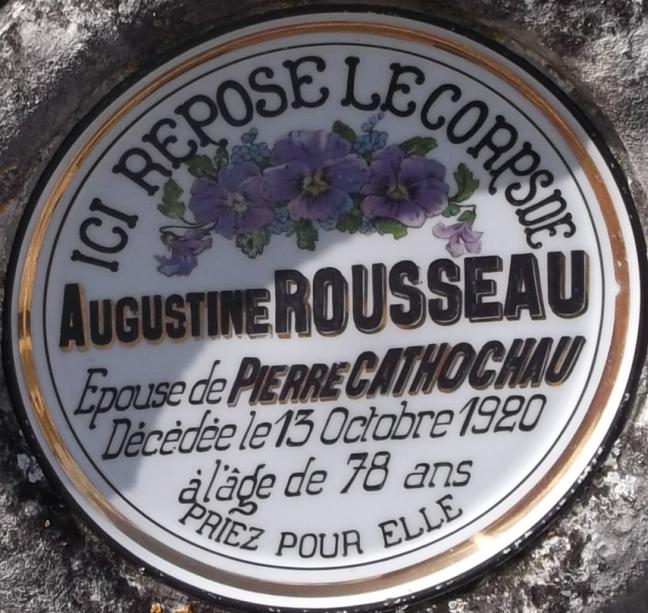 ICI REPOSE LE CORPS DE
AUGUSTINE ROUSSEAU
Epouse de PIERRE CATHOCHAU
Décédée le 13 Octobre 1920
à l'âge de 78 ans
PRIEZ POUR ELLE